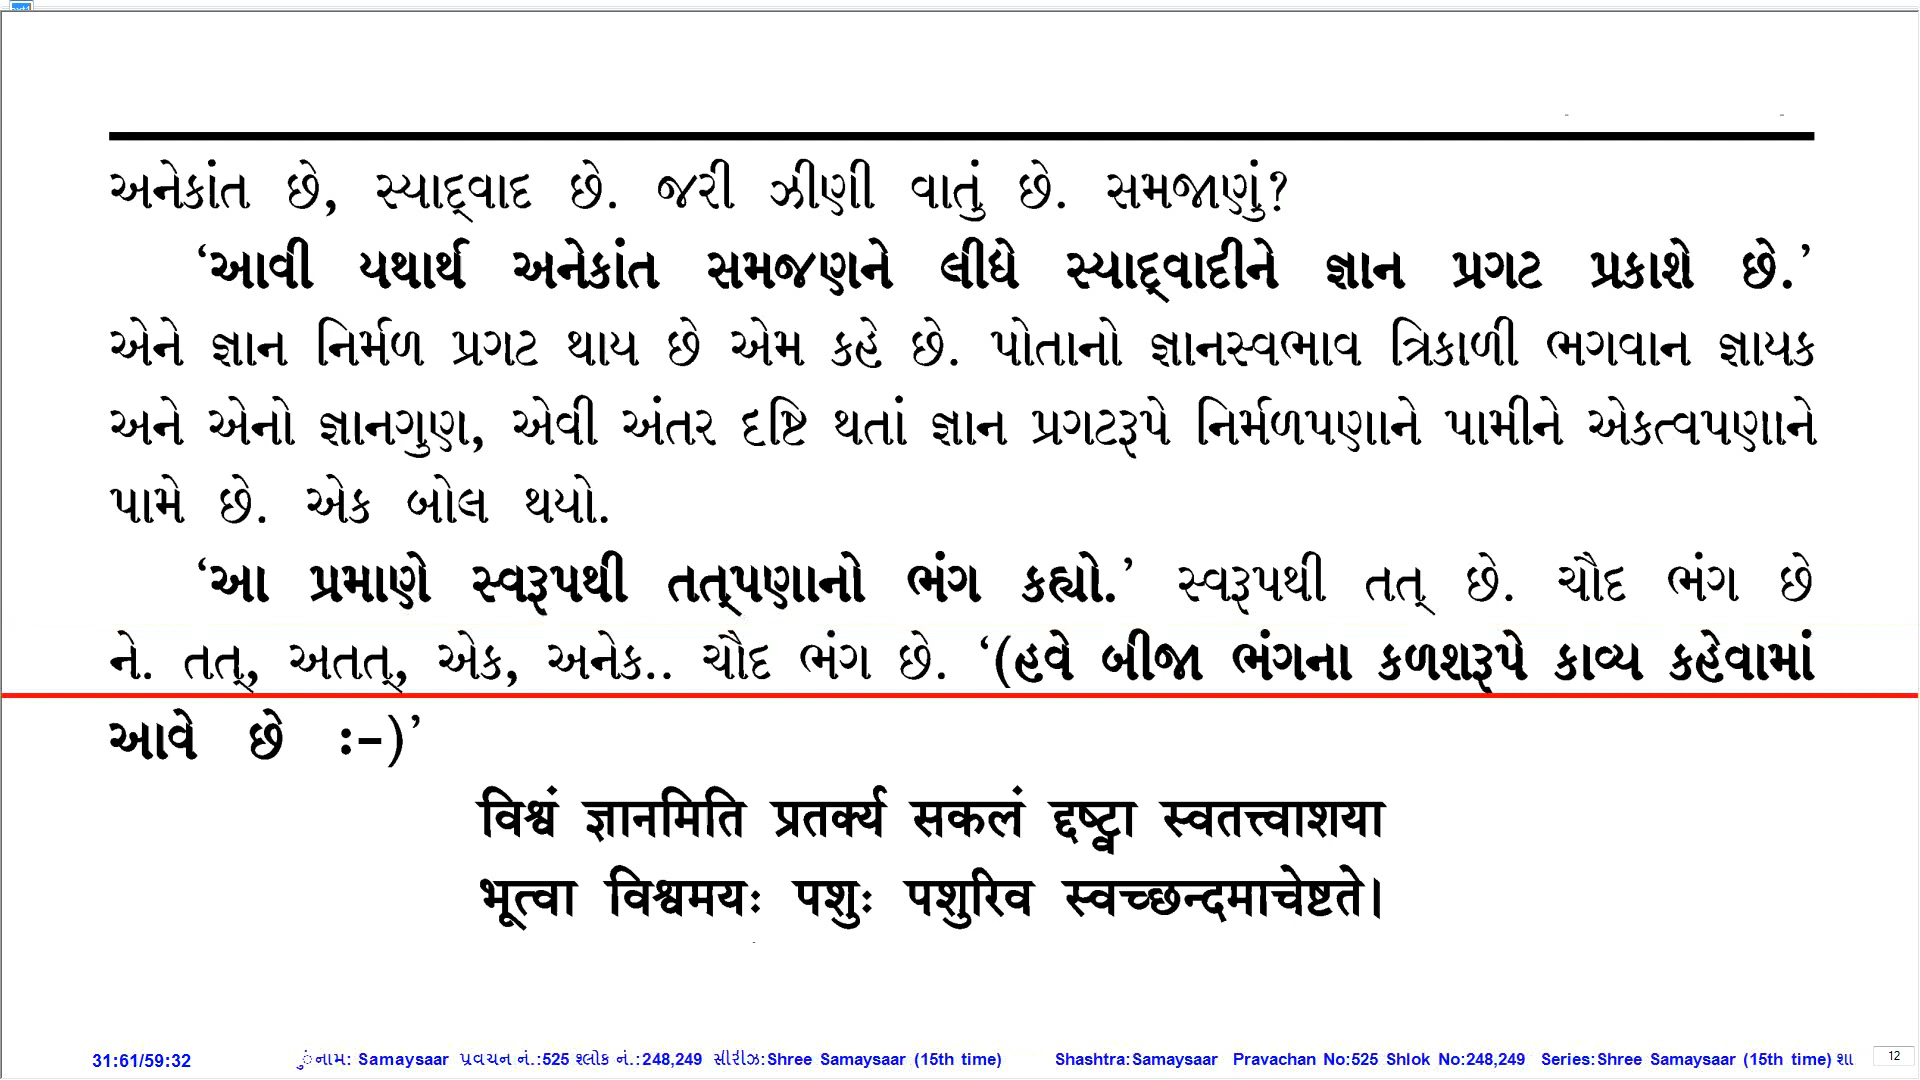 અનેકાંત છે, સ્યાદ્‌વાદ છે. જરી ઝીણી વાતું છે. સમજાણું?
‘આવી યથાર્થ અનેકાંત સમજણને લીધે સ્યાદ્‌વાદીને જ્ઞાન પ્રગટ પ્રકાશે છે.’
એને જ્ઞાન નિર્મળ પ્રગટ થાય છે એમ કહે છે. પોતાનો જ્ઞાનસ્વભાવ ત્રિકાળી ભગવાન જ્ઞાયક
અને એનો જ્ઞાનગુણ, એવી અંતર દૃષ્ટિ થતાં જ્ઞાન પ્રગટરૂપે નિર્મળપણાને પામીને એકત્વપણાને
પામે છે. એક બોલ થયો.
‘આ પ્રમાણે સ્વરૂપથી તત્‌પણાનો ભંગ કહ્યો.’ સ્વરૂપથી તત્ છે. ચૌદ ભંગ છે
ને. તત્, અતત્, એક, અનેક.. ચૌદ ભંગ છે. ‘(હવે બીજા ભંગના કળશરૂપે કાવ્ય કહેવામાં
આવે છે :–)’
विश्वं ज्ञानमिति प्रतर्क्य सकलं दृष्ट्वा स्वतत्त्वाशया
भूत्वा विश्वमयः पशुः पशुरिव स्वच्छन्दमाचेष्टते।
31:61/59:32 નામ: Samaysaar પ્રવચન નં.:525 શ્લોક નં.:248,249 સીરીઝ:Shree Samaysaar (15th time) Shashtra:Samaysaar Pravachan No:525 Shlok No:248,249 Series:Shree Samaysaar (15th time) શા 12